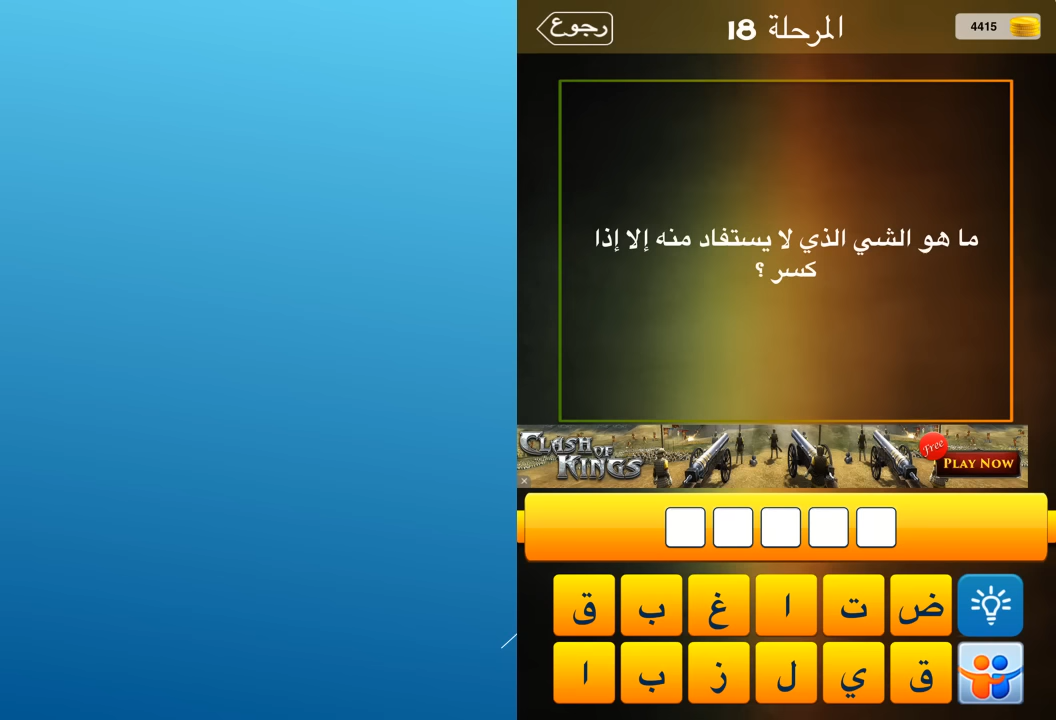 رجوع
المرحلة 18
4415
ما هو الشي الذي لا يستفاد منه إلا إذا
كسر ؟
CLASH OF KINGS
Free
PLAY NOW
ض ت ا غ ب ق
ق ي ل ز ب ا